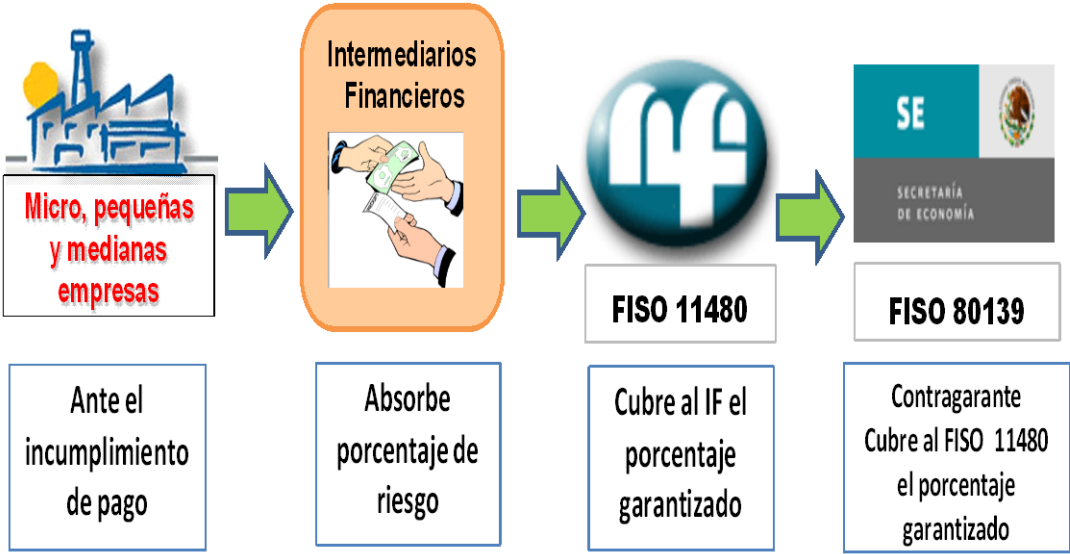 Micro, pequeñas
y medianas
empresas
Intermediarios
Financieros
nf
FISO 11480
SE
SECRETARÍA
DE ECONOMÍA
FISO 80139
Ante el
incumplimiento
de pago
Absorbe
porcentaje de
riesgo
Cubre al IF el
porcentaje
garantizado
Contragarante
Cubre al FISO 11480
el porcentaje
garantizado